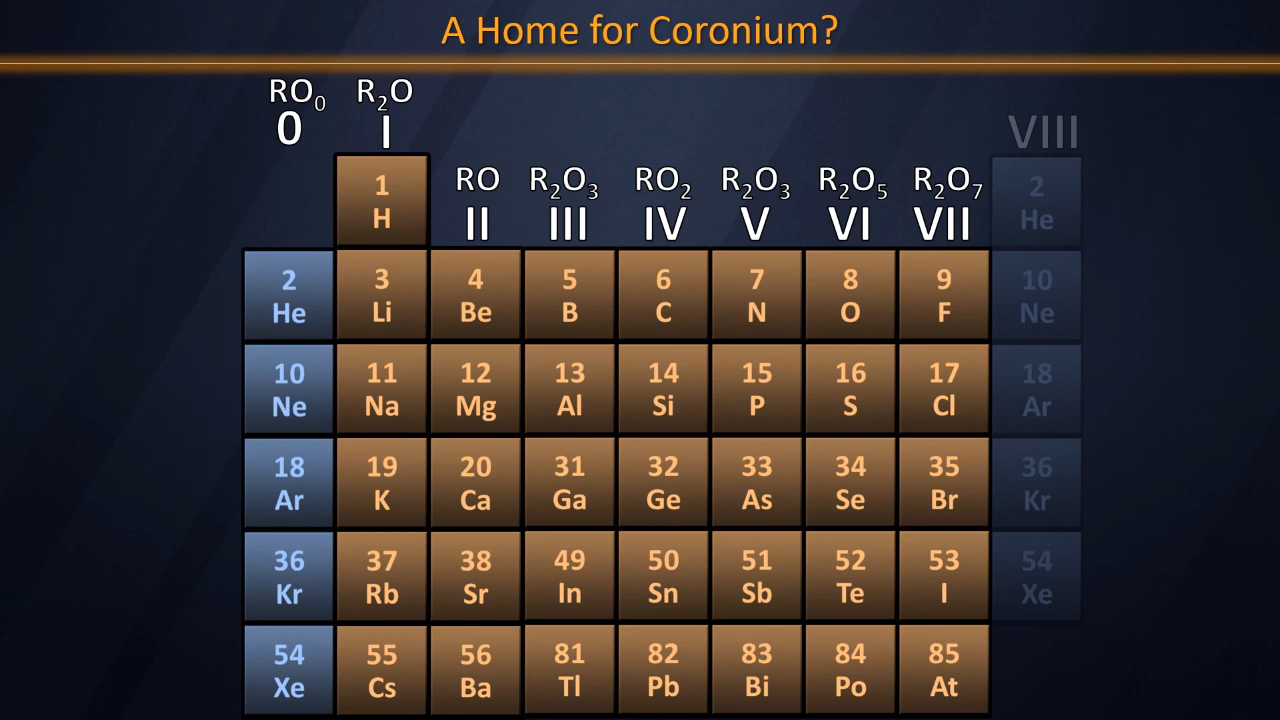 A Home for Coronium?
RO₀ R₂O
0 I VIII
RO R₂O₃ RO₂ R₂O₃ R₂O₅ R₂O₇
II III IV V VI VII
1 2
H He
2 3 4 5 6 7 8 9 10
He Li Be B C N O F Ne
10 11 12 13 14 15 16 17 18
Ne Na Mg Al Si P S Cl Ar
18 19 20 31 32 33 34 35 36
Ar K Ca Ga Ge As Se Br Kr
36 37 38 49 50 51 52 53 54
Kr Rb Sr In Sn Sb Te I Xe
54 55 56 81 82 83 84 85
Xe Cs Ba Tl Pb Bi Po At